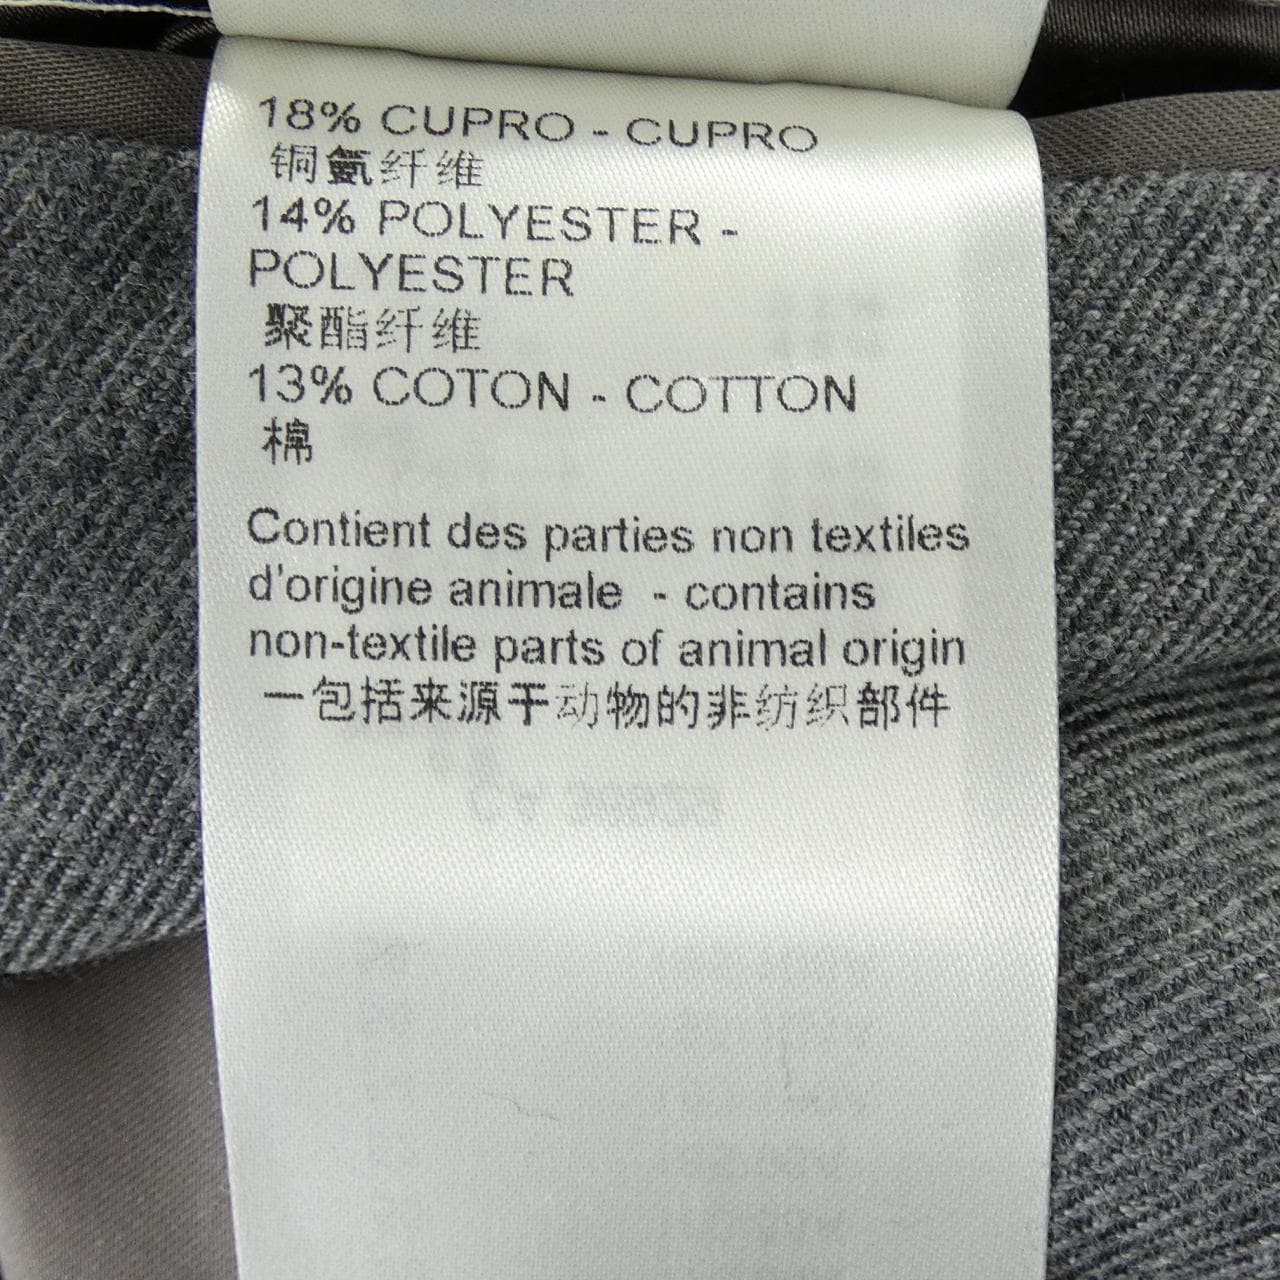 18% CUPRO - CUPRO
铜氨纤维
14% POLYESTER -
POLYESTER
聚酯纤维
13% COTON - COTTON
棉
Contient des parties non textiles
d'origine animale - contains
non-textile parts of animal origin
一包括来源于动物的非纺织部件